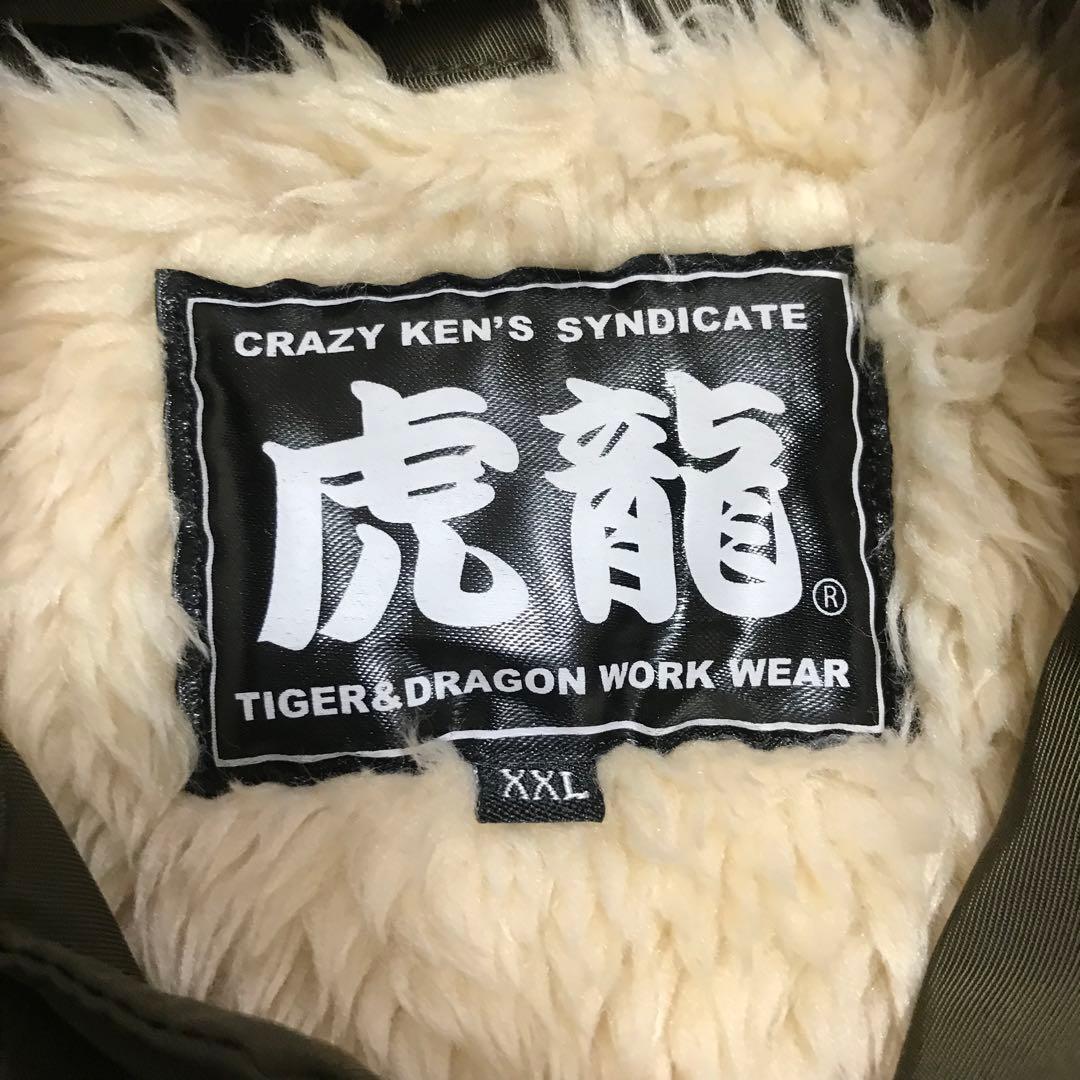 CRAZY KEN'S SYNDICATE
虎龍®
TIGER&DRAGON WORK WEAR
XXL